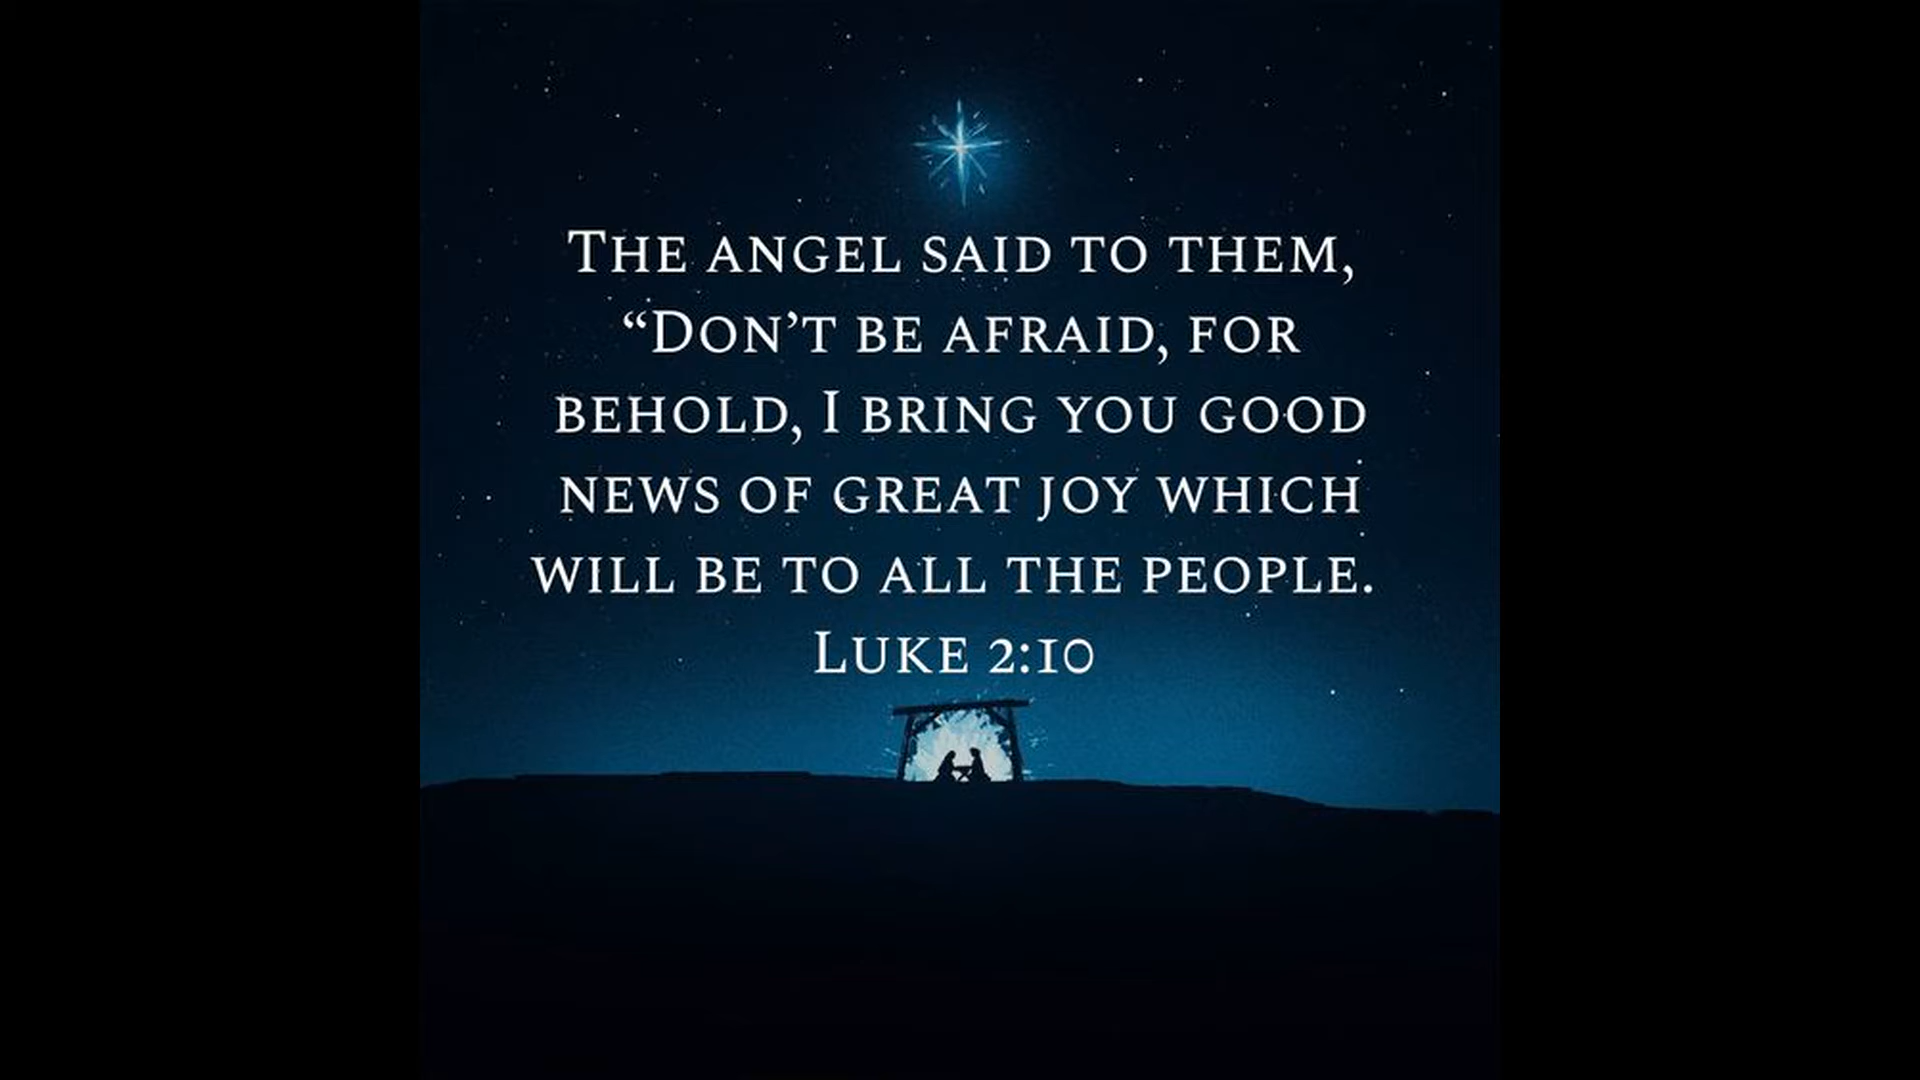 The angel said to them,
“Don’t be afraid, for
behold, I bring you good
news of great joy which
will be to all the people.
Luke 2:10